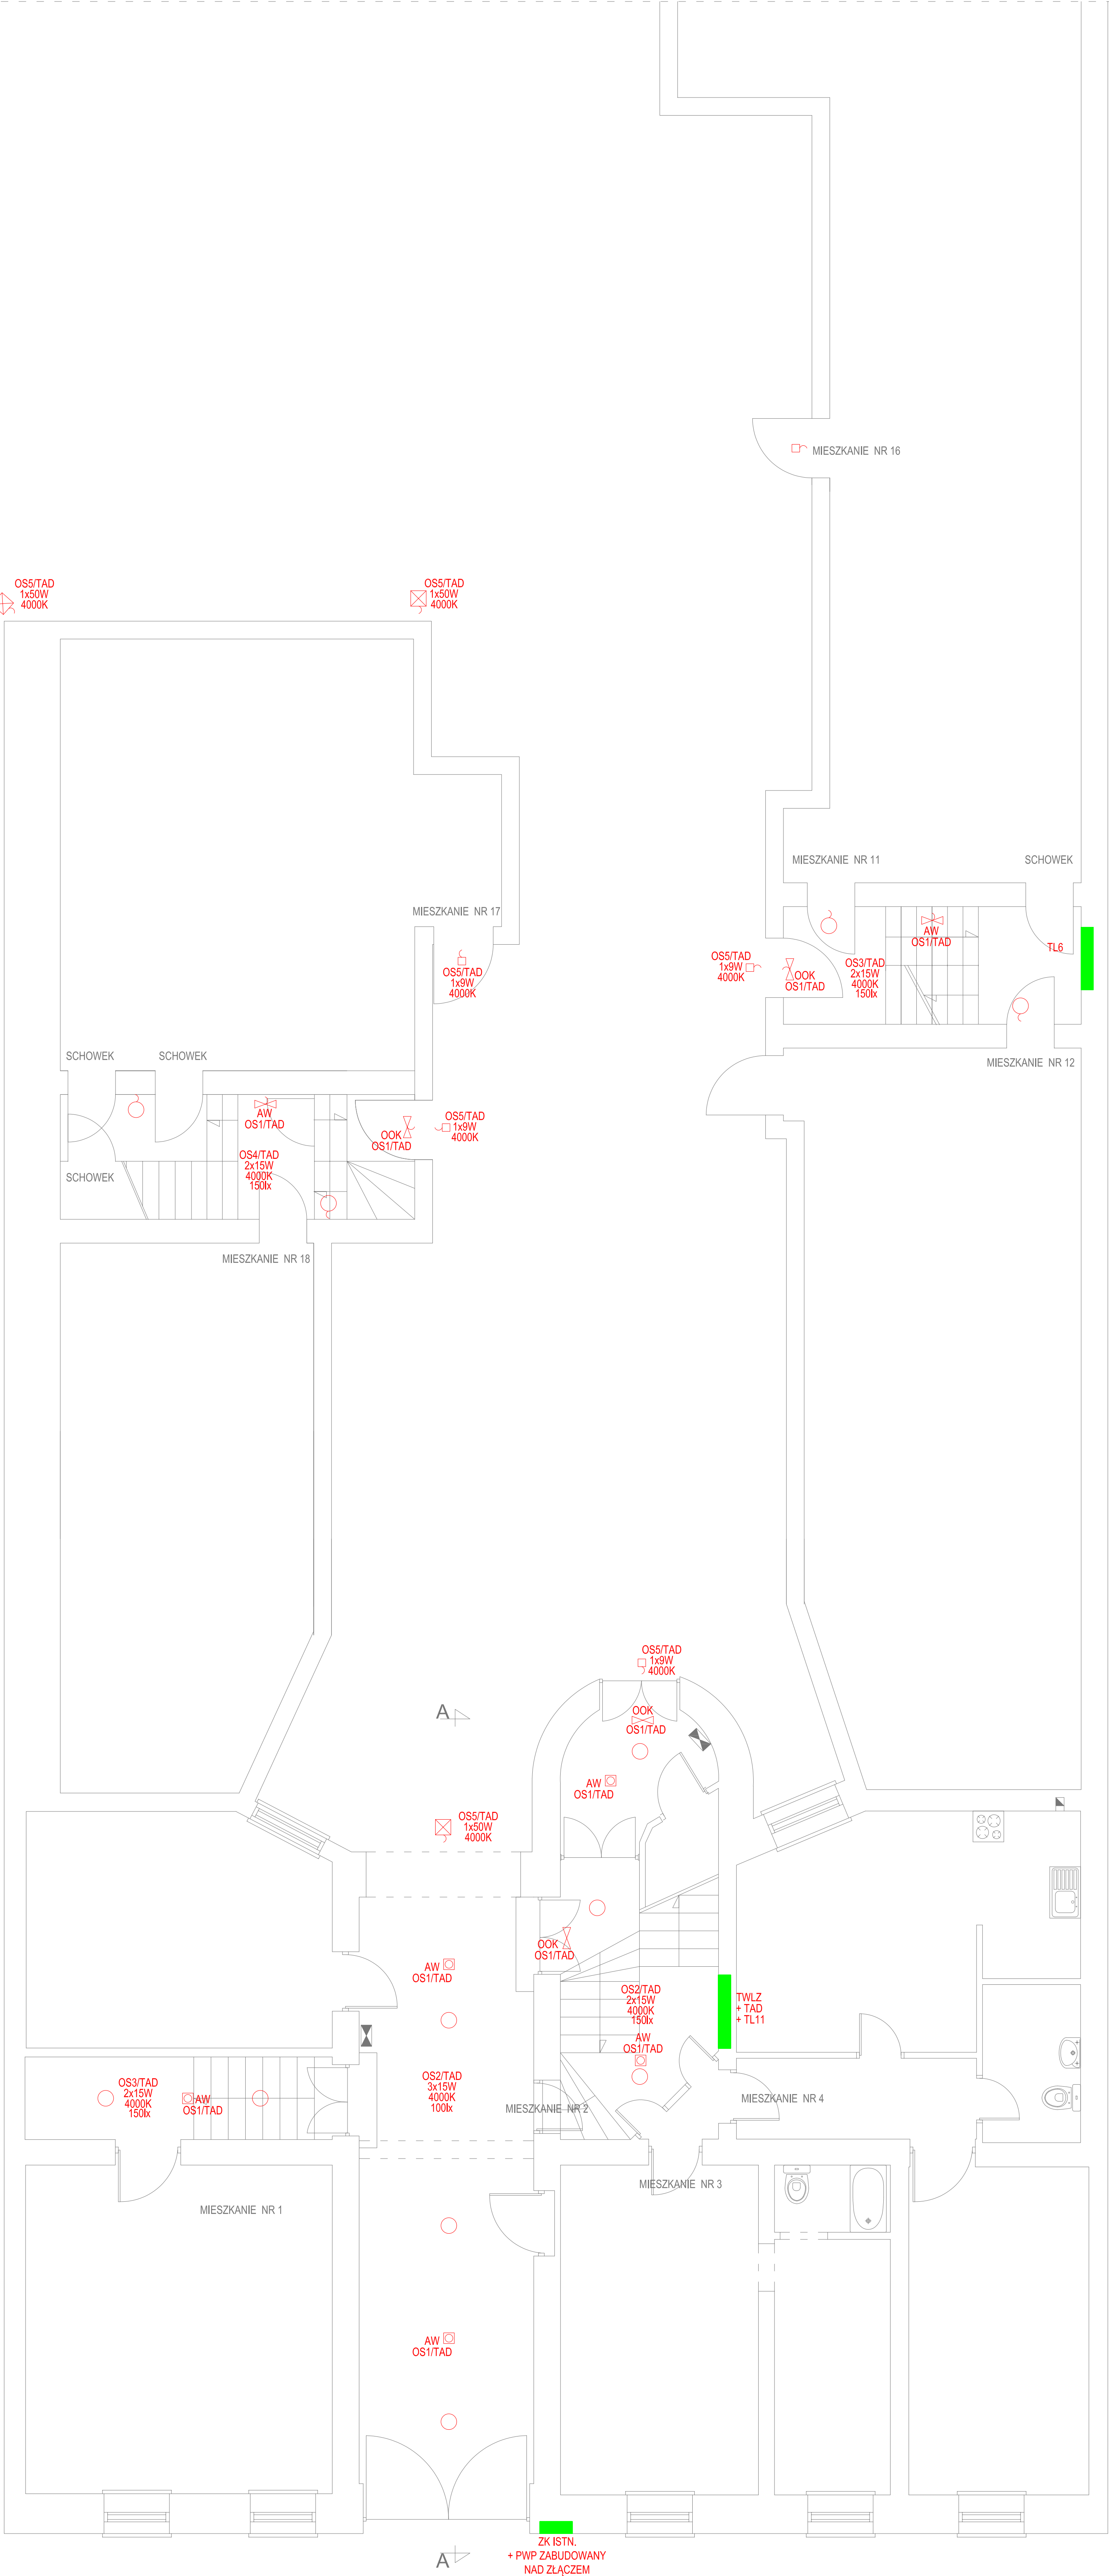 MIESZKANIE NR 16
OS5/TAD
1x50W
4000K
OS5/TAD
1x50W
4000K
MIESZKANIE NR 11
SCHOWEK
MIESZKANIE NR 17
AW
OS1/TAD
TL6
OS5/TAD
1x9W
4000K
OS5/TAD
1x9W
4000K
OOK
OS1/TAD
OS3/TAD
2x15W
4000K
150lx
SCHOWEK
SCHOWEK
MIESZKANIE NR 12
AW
OS1/TAD
OS5/TAD
1x9W
4000K
OOK
OS1/TAD
OS4/TAD
2x15W
4000K
150lx
SCHOWEK
MIESZKANIE NR 18
OS5/TAD
1x9W
4000K
A
OOK
OS1/TAD
AW
OS1/TAD
OS5/TAD
1x50W
4000K
OOK
OS1/TAD
AW
OS1/TAD
OS2/TAD
2x15W
4000K
150lx
TWLZ
+ TAD
+ TL11
AW
OS1/TAD
OS3/TAD
2x15W
4000K
150lx
AW
OS1/TAD
OS2/TAD
3x15W
4000K
100lx
MIESZKANIE NR 2
MIESZKANIE NR 4
MIESZKANIE NR 3
MIESZKANIE NR 1
AW
OS1/TAD
ZK ISTN.
+ PWP ZABUDOWANY
NAD ZŁĄCZEM
A